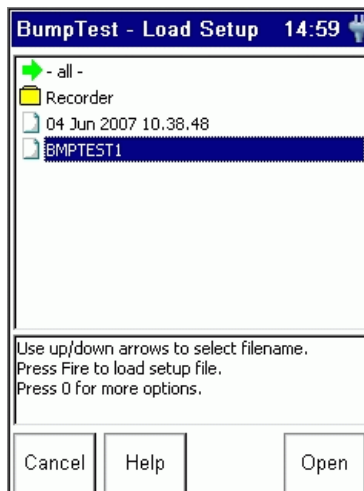 BumpTest - Load Setup 14:59
- all -
Recorder
04 Jun 2007 10.38.48
BMPTEST1
Use up/down arrows to select filename.
Press Fire to load setup file.
Press 0 for more options.
Cancel Help Open